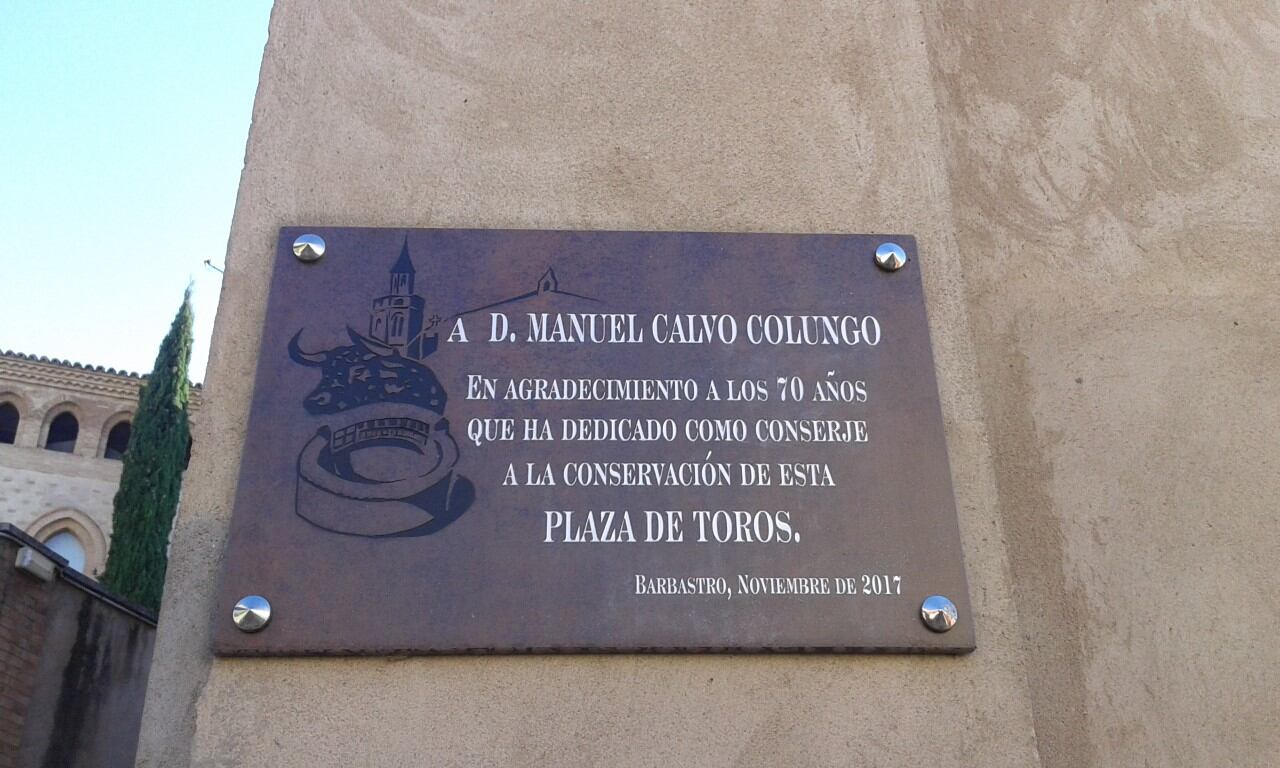 A D. MANUEL CALVO COLUNGO
EN AGRADECIMIENTO A LOS 70 AÑOS
QUE HA DEDICADO COMO CONSERJE
A LA CONSERVACIÓN DE ESTA
PLAZA DE TOROS.
BARBASTRO, NOVIEMBRE DE 2017